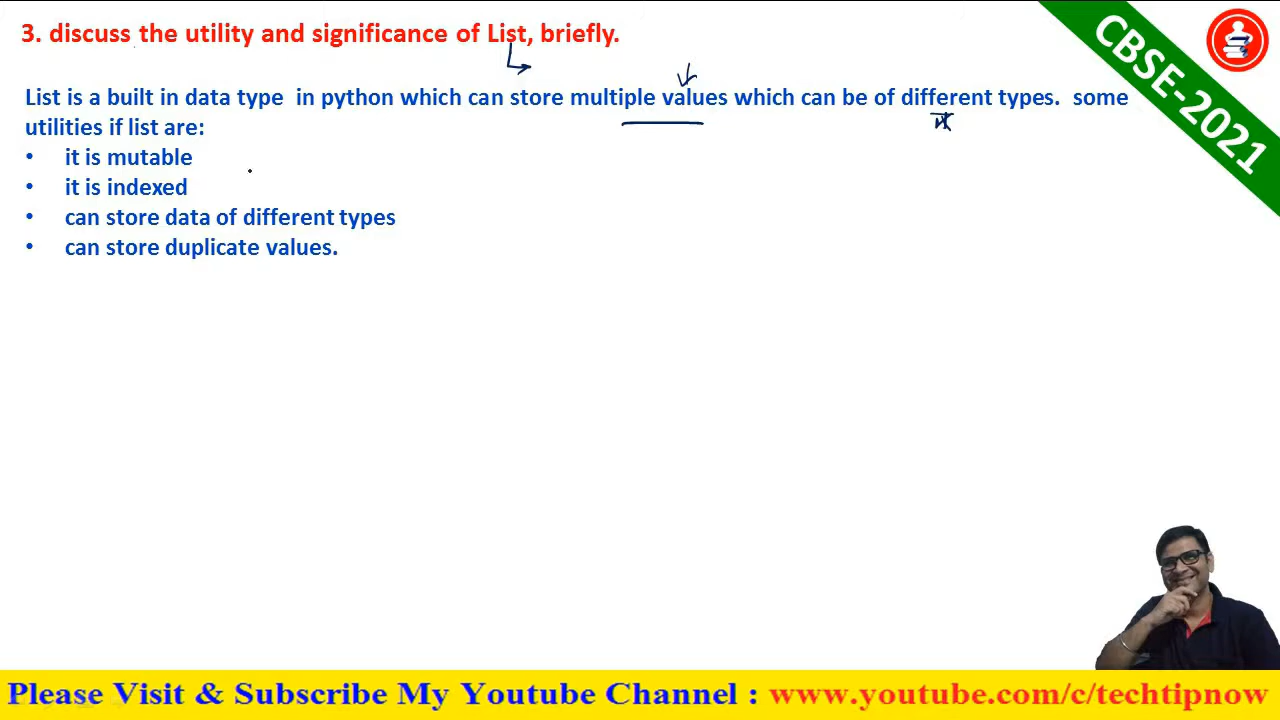 3. discuss the utility and significance of List, briefly.
CBSE-2021
List is a built in data type in python which can store multiple values which can be of different types. some
utilities if list are:
• it is mutable
• it is indexed
• can store data of different types
• can store duplicate values.
Please Visit & Subscribe My Youtube Channel : www.youtube.com/c/techtipnow